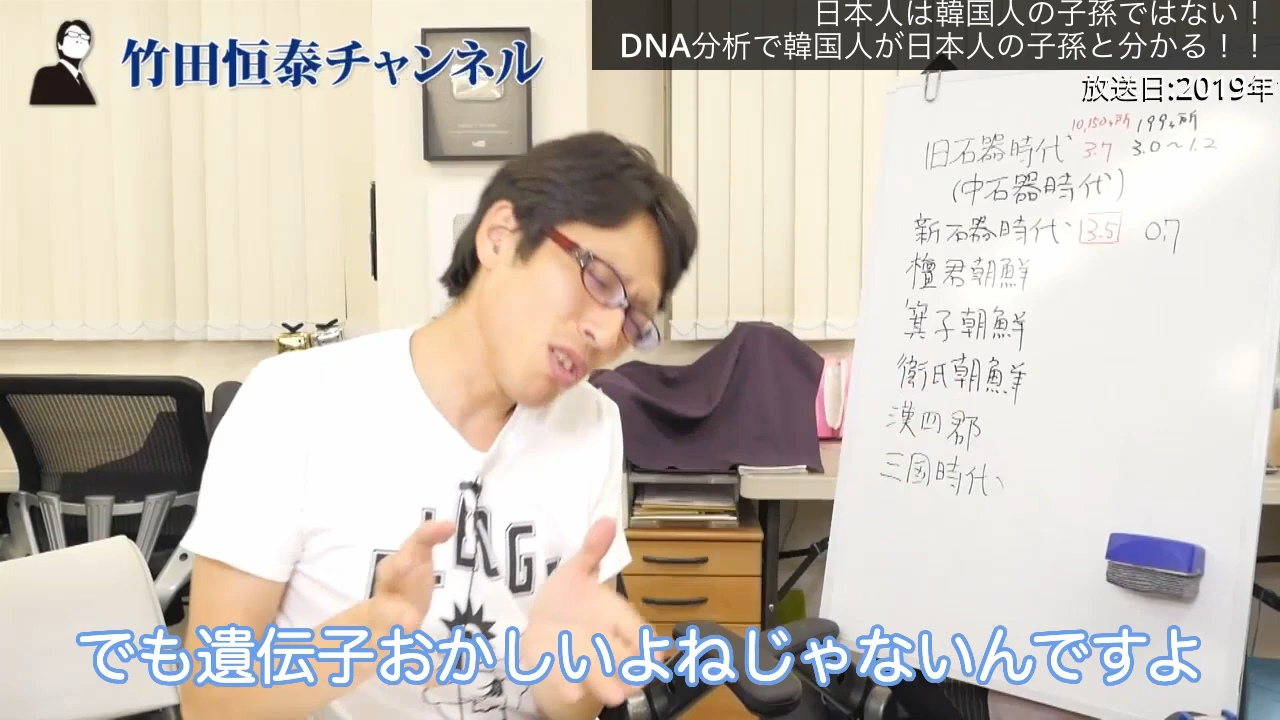 日本人は韓国人の子孫ではない！
DNA分析で韓国人が日本人の子孫と分かる！！
竹田恒泰チャンネル
放送日:2019年
10,150ヶ所 199ヶ所
旧石器時代 3.7 3.0〜1.2
(中石器時代)
新石器時代 3.5 0.7
檀君朝鮮
箕子朝鮮
衛氏朝鮮
漢四郡
三国時代
でも遺伝子おかしいよねじゃないんですよ